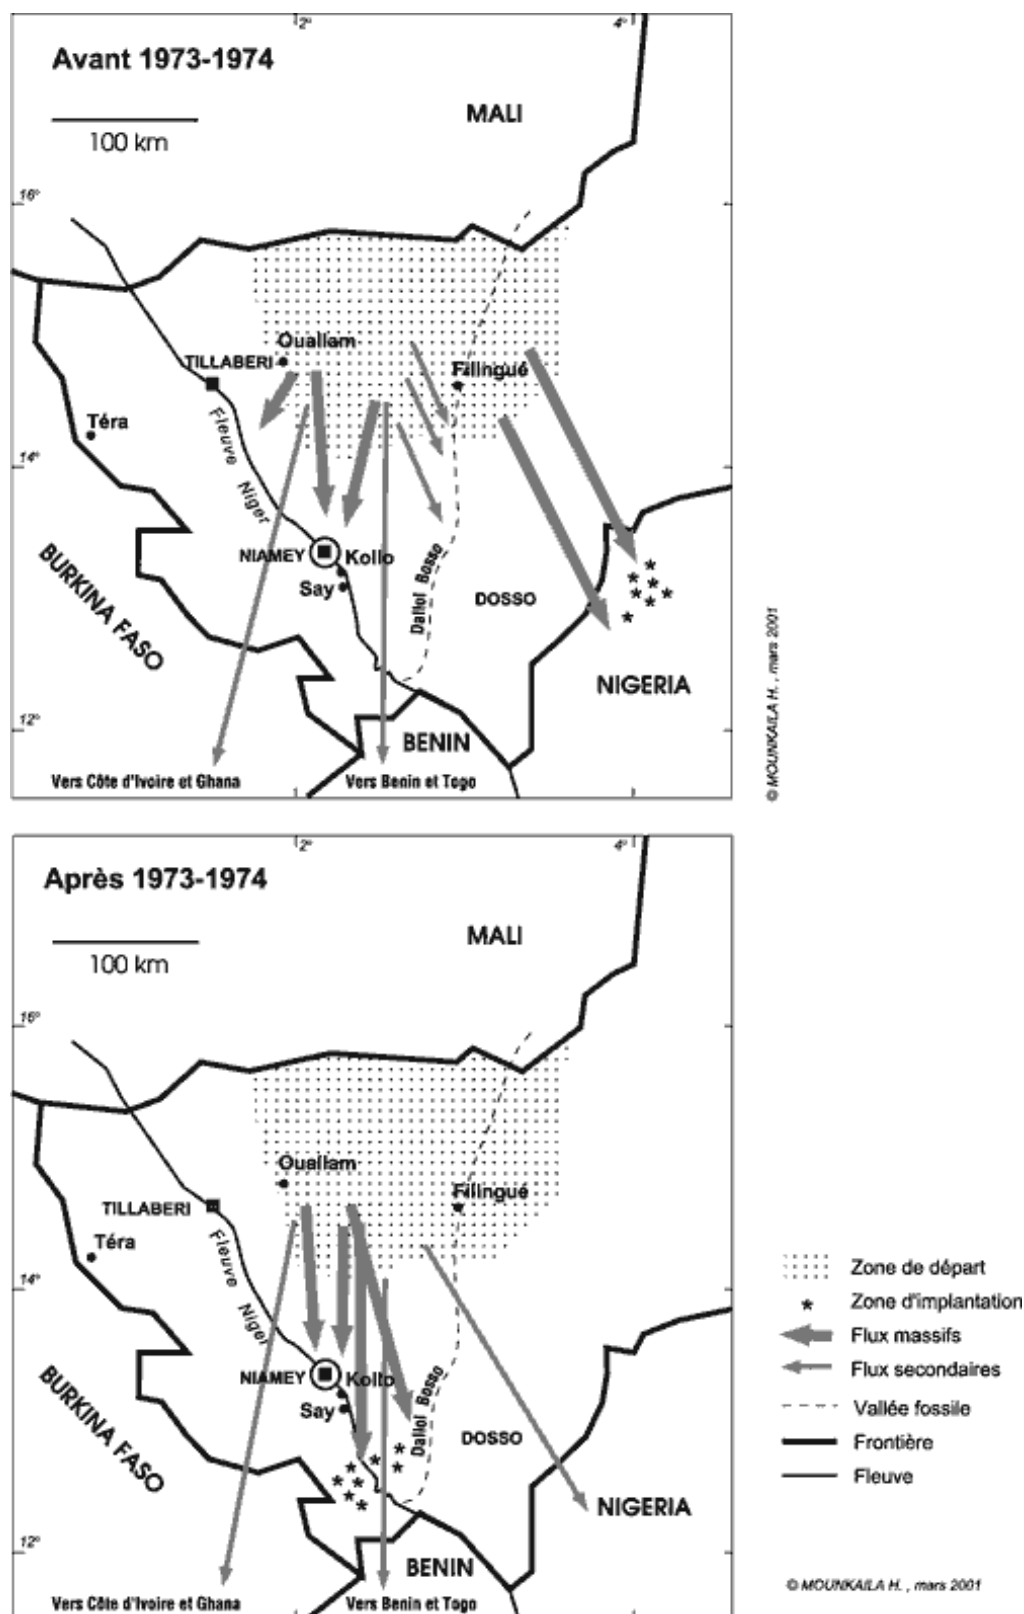 2°
4°
Avant 1973-1974
100 km
MALI
16°
Ouallam
TILLABERI
Filingué
Téra
Fleuve Niger
14°
NIAMEY
Kollo
Say
BURKINA FASO
Dallol Bosso
DOSSO
NIGERIA
12°
BENIN
Vers Côte d'Ivoire et Ghana
Vers Benin et Togo
© MOUNKAILA H. , mars 2001
2°
4°
Après 1973-1974
100 km
MALI
16°
Ouallam
Filingué
TILLABERI
Téra
Fleuve Niger
14°
NIAMEY
Kollo
Say
BURKINA FASO
Dallol Bosso
DOSSO
NIGERIA
12°
BENIN
Vers Côte d'Ivoire et Ghana
Vers Benin et Togo
Zone de départ
Zone d'implantation
Flux massifs
Flux secondaires
Vallée fossile
Frontière
Fleuve
© MOUNKAILA H. , mars 2001